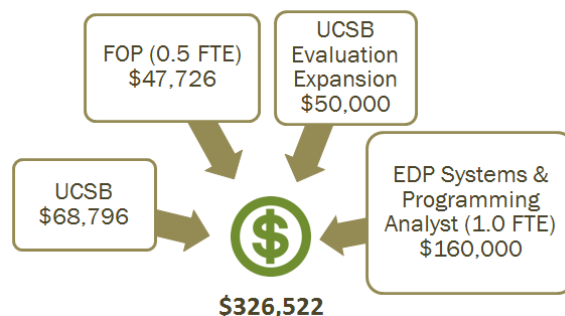 FOP (0.5 FTE)
$47,726
UCSB
Evaluation
Expansion
$50,000
UCSB
$68,796
EDP Systems &
Programming
Analyst (1.0 FTE)
$160,000
$
$326,522